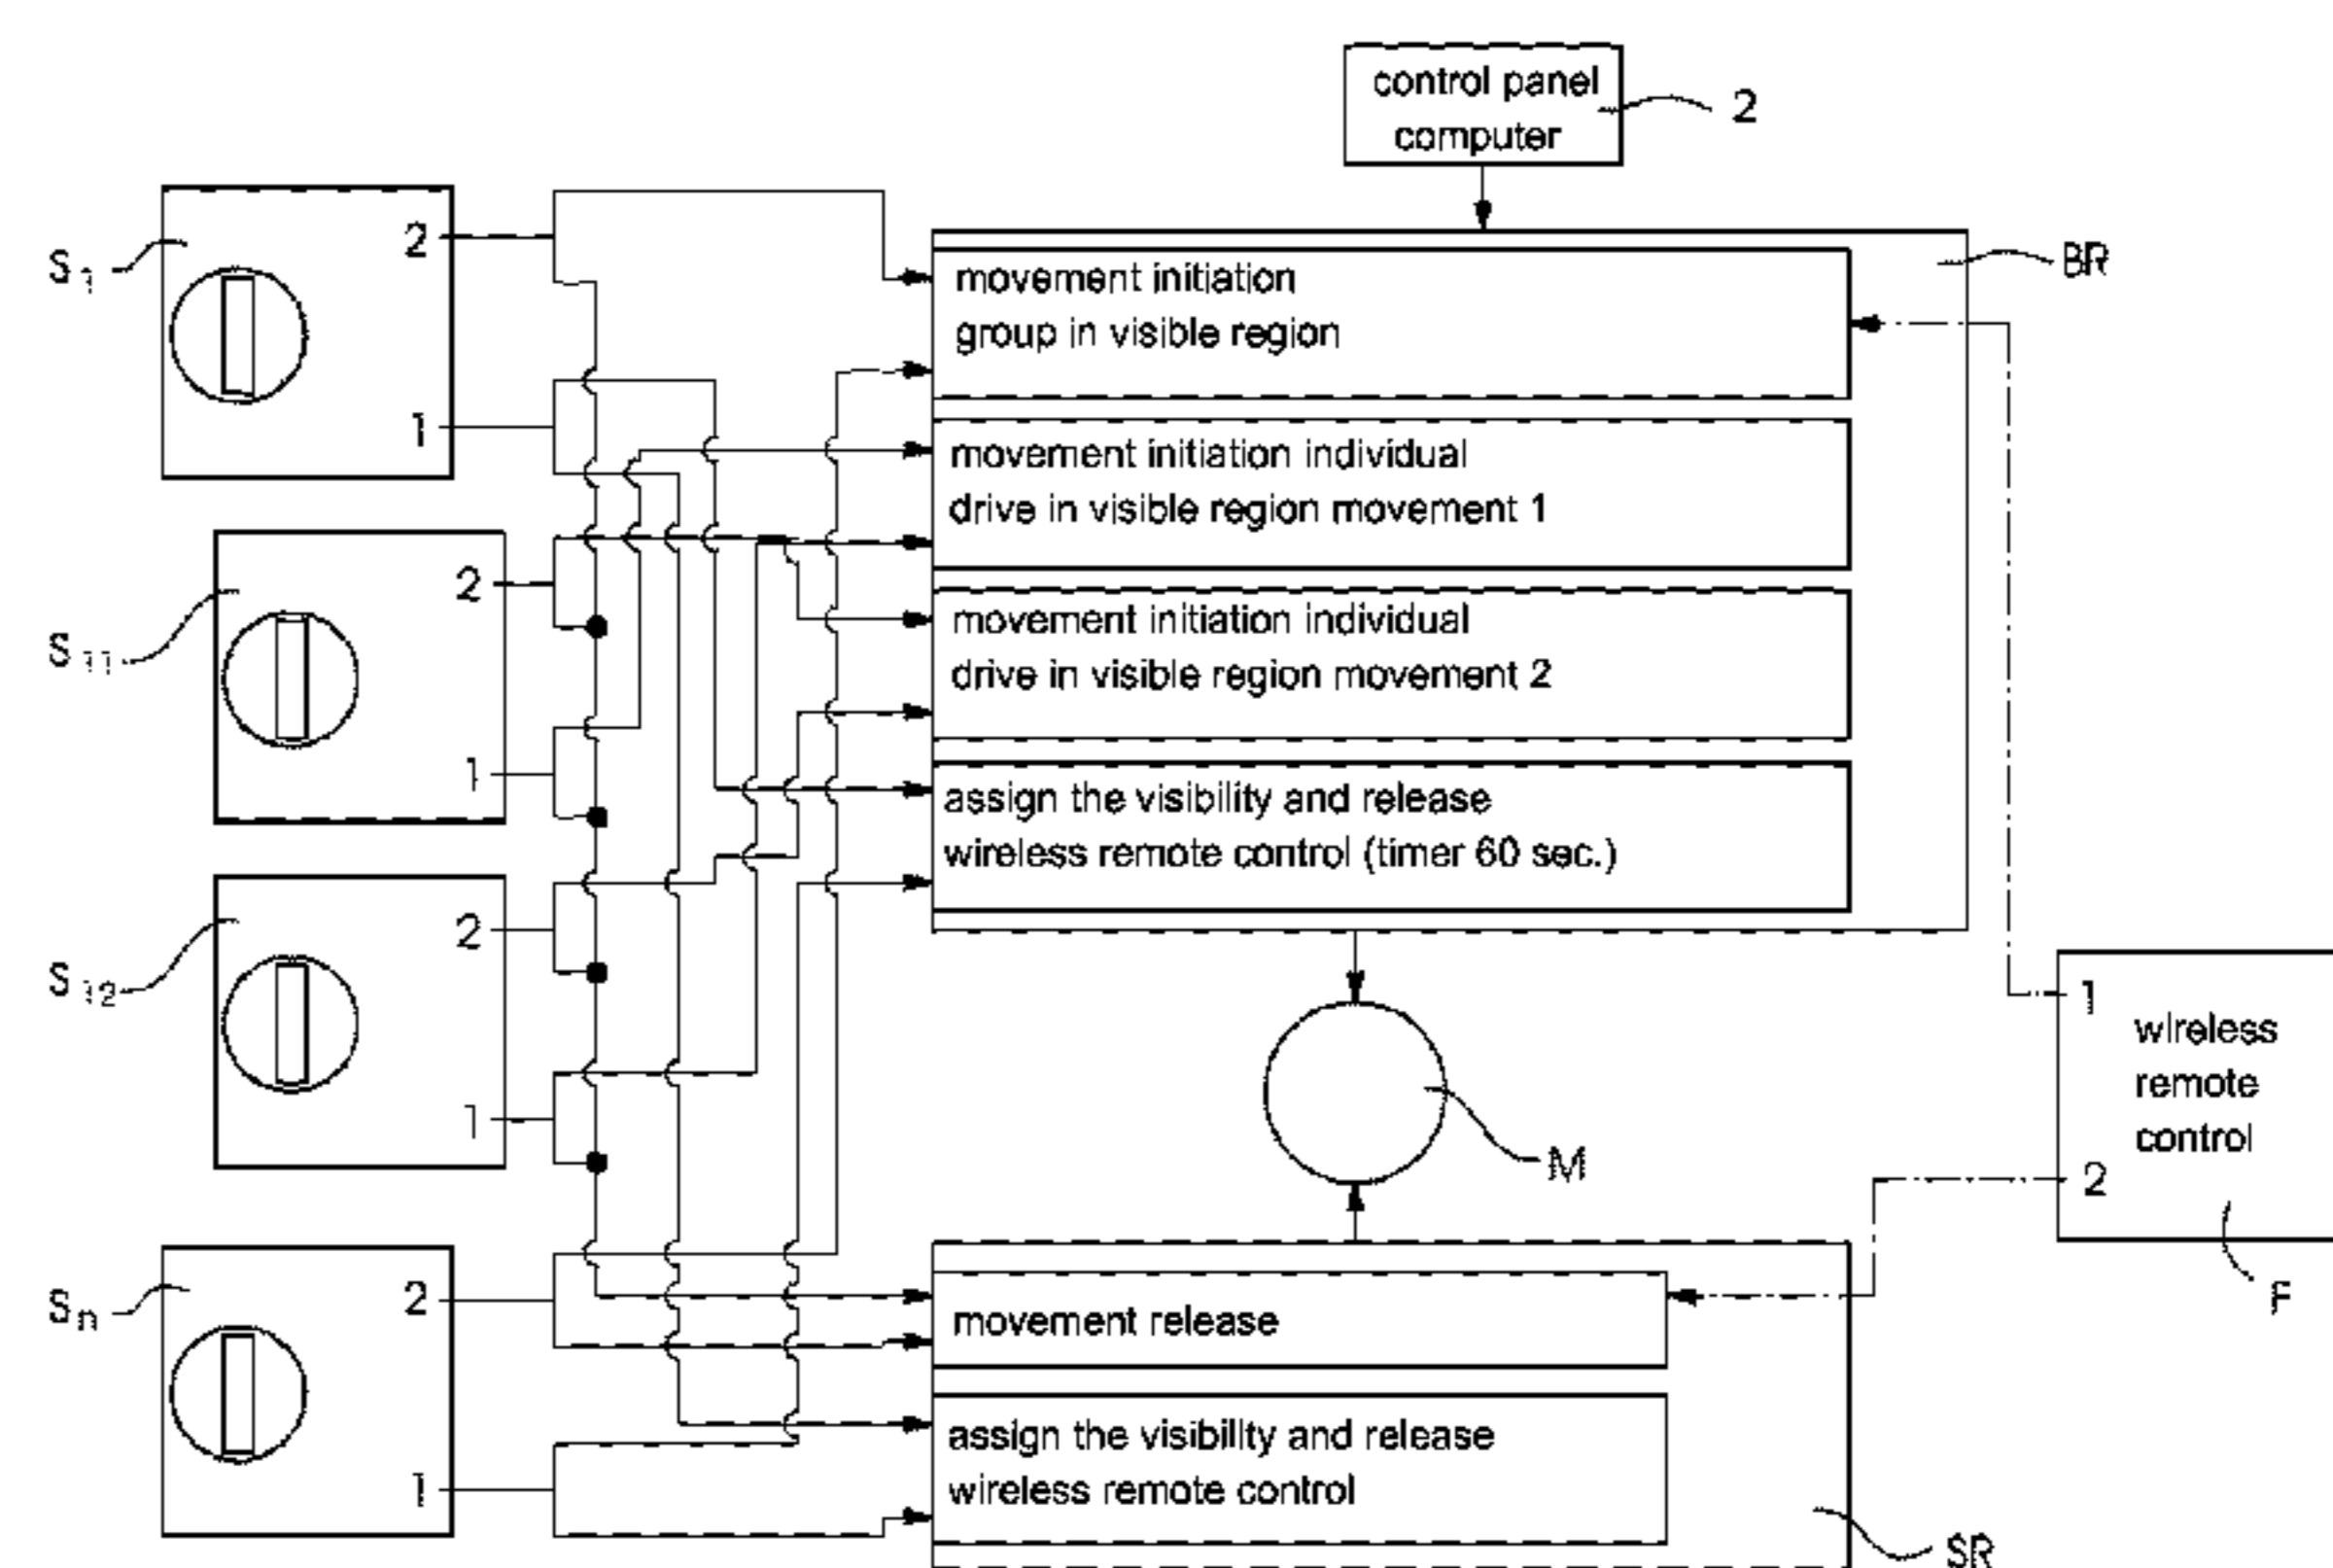 control panel
computer
2
S1
2
1
BR
movement initiation
group in visible region
movement initiation individual
drive in visible region movement 1
S11
2
1
movement initiation individual
drive in visible region movement 2
assign the visibility and release
wireless remote control (timer 60 sec.)
S12
2
1
1
wireless
remote
control
2
F
M
Sn
2
1
movement release
assign the visibility and release
wireless remote control
SR